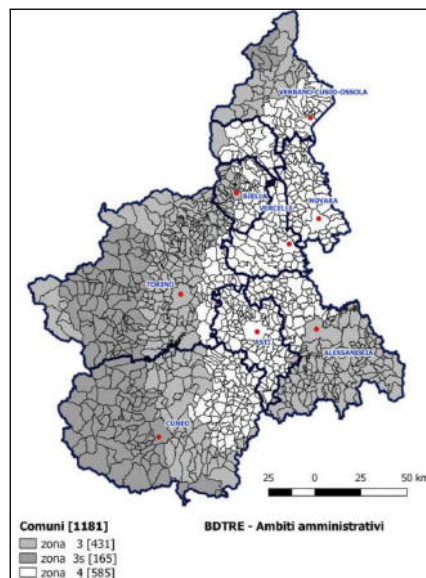 VERBANO-CUSIO-OSSOLA
BIELLA
VERCELLI
NOVARA
TORINO
ASTI
ALESSANDRIA
CUNEO
25 0 25 50 km
Comuni [1181]
BDTRE - Ambiti amministrativi
zona 3 [431]
zona 3s [165]
zona 4 [585]